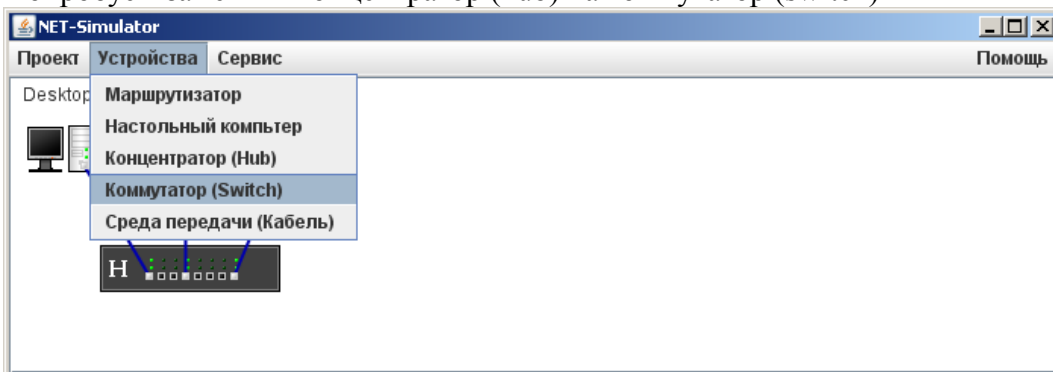 NET-Simulator
Проект Устройства Сервис Помощь
Desktop
Маршрутизатор
Настольный компьтер
Концентратор (Hub)
Коммутатор (Switch)
Среда передачи (Кабель)
H